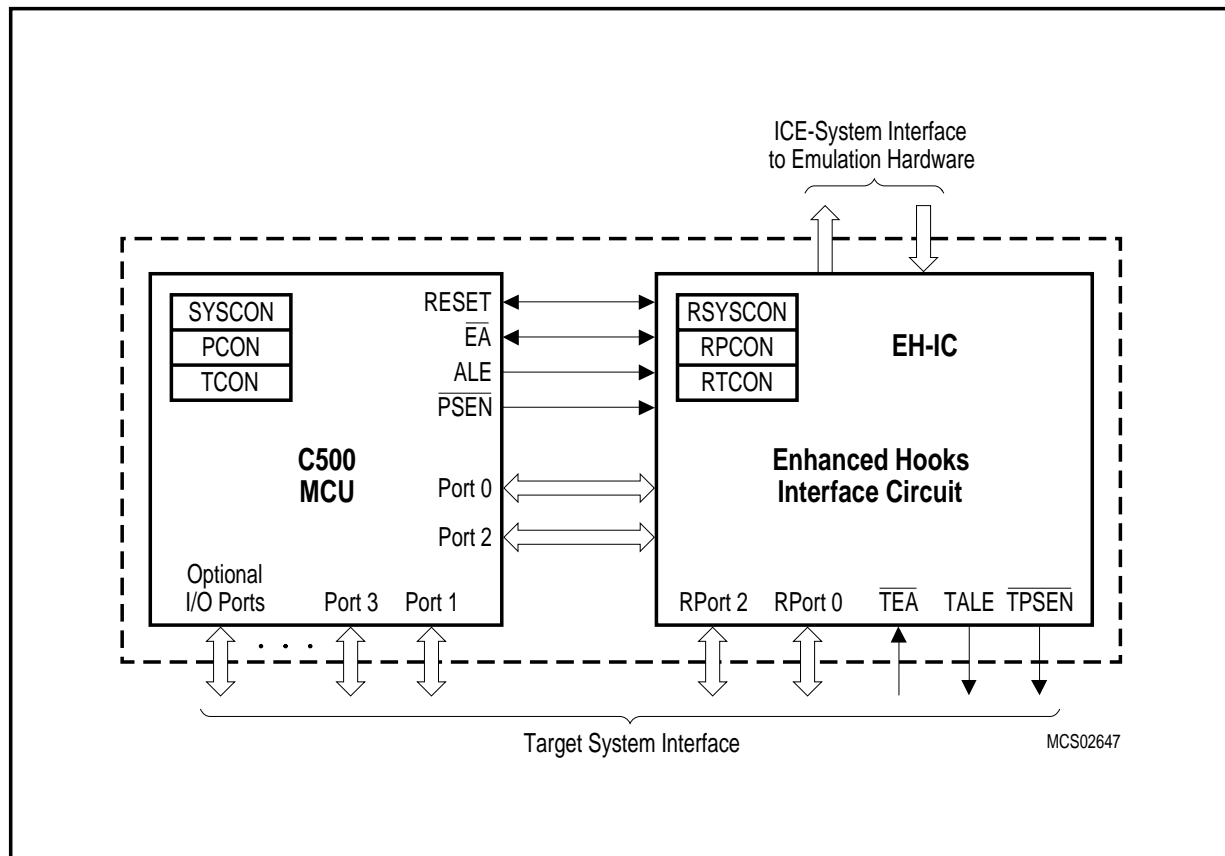 ICE-System Interface
to Emulation Hardware
SYSCON
PCON
TCON
RESET
EA
ALE
PSEN
C500
MCU
Port 0
Port 2
Optional
I/O Ports
Port 3
Port 1
. . .
RSYSCON
RPCON
RTCON
EH-IC
Enhanced Hooks
Interface Circuit
RPort 2
RPort 0
TEA
TALE
TPSEN
Target System Interface
MCS02647